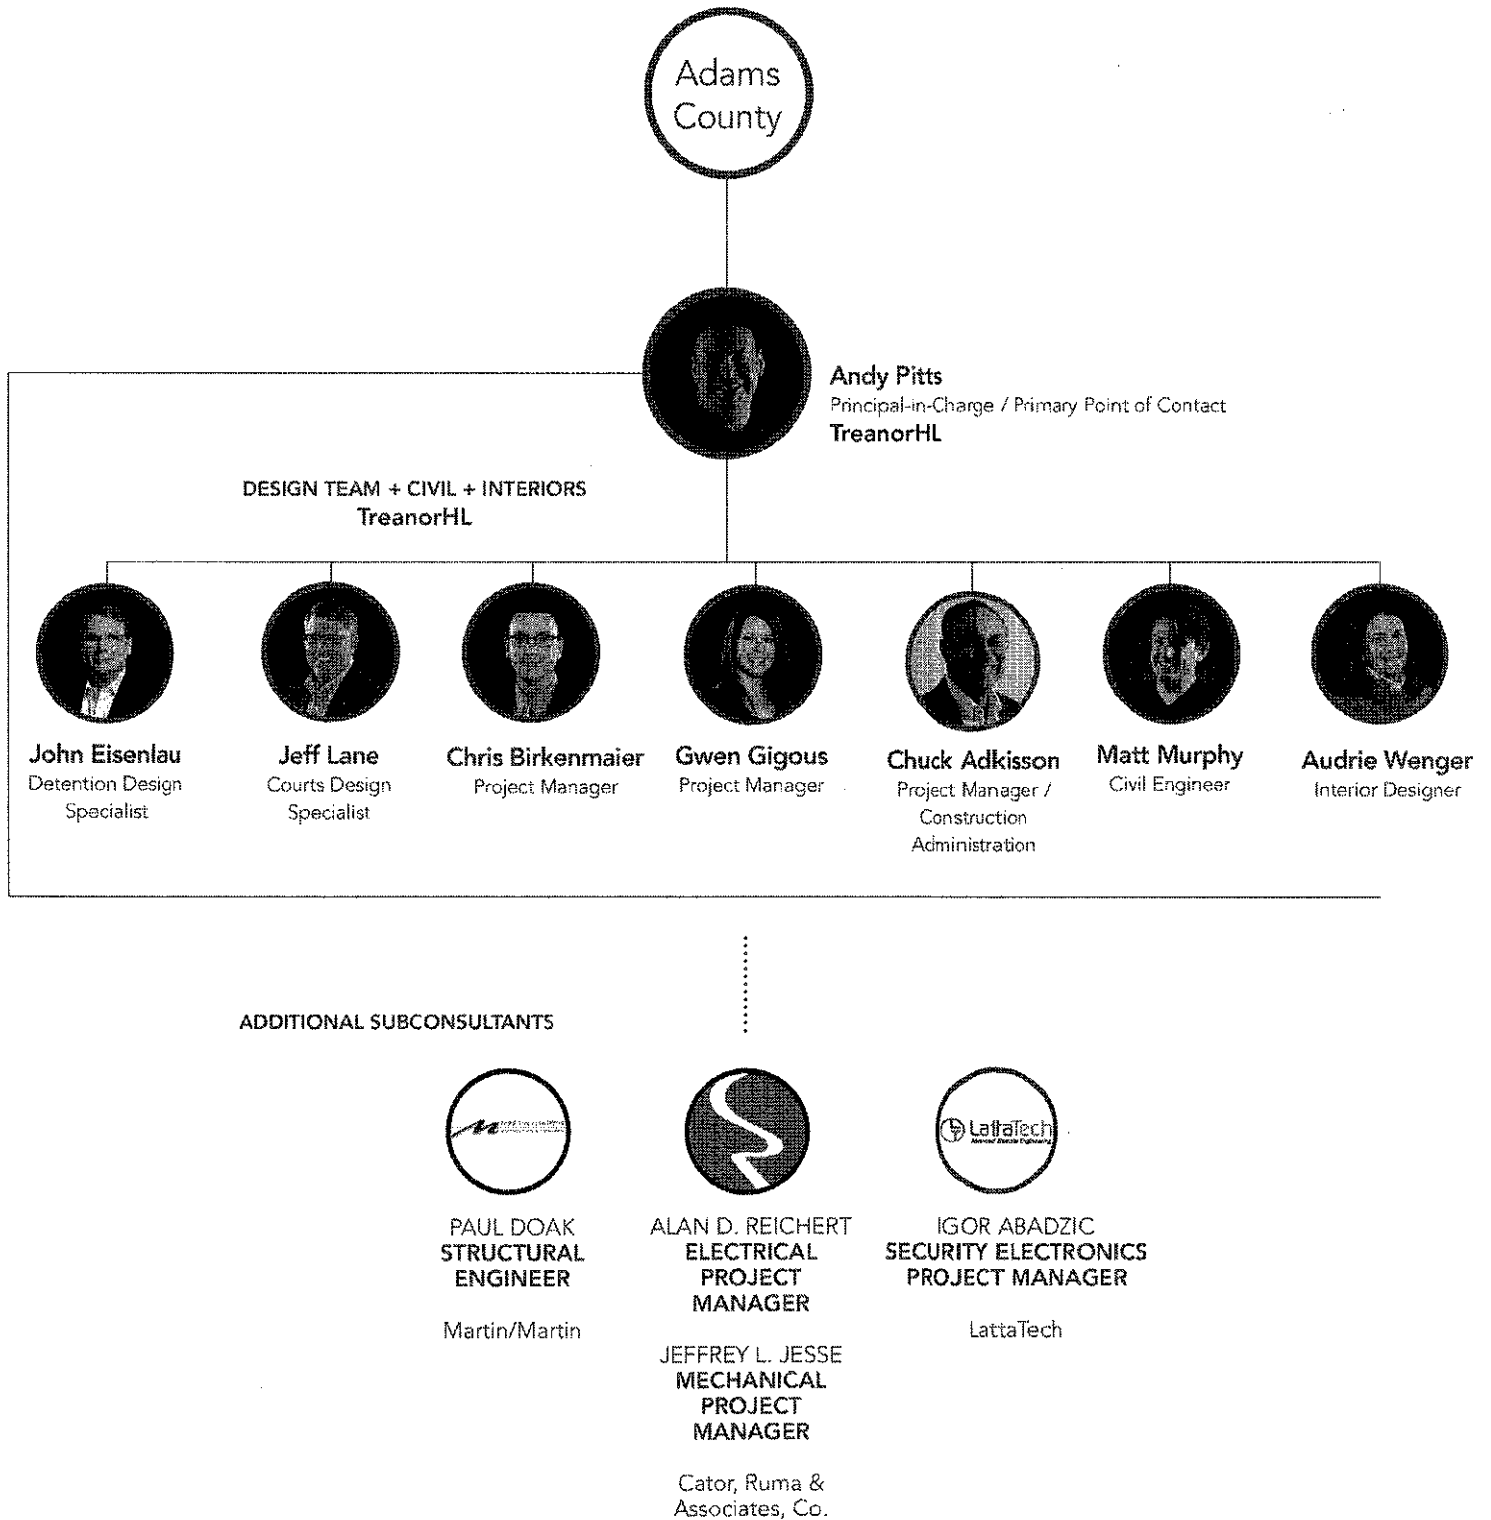 Adams
County
Andy Pitts
Principal-in-Charge / Primary Point of Contact
TreanorHL
DESIGN TEAM + CIVIL + INTERIORS
TreanorHL
John Eisenlau
Detention Design
Specialist
Jeff Lane
Courts Design
Specialist
Chris Birkenmaier
Project Manager
Gwen Gigous
Project Manager
Chuck Adkisson
Project Manager /
Construction
Administration
Matt Murphy
Civil Engineer
Audrie Wenger
Interior Designer
ADDITIONAL SUBCONSULTANTS
PAUL DOAK
STRUCTURAL
ENGINEER
Martin/Martin
ALAN D. REICHERT
ELECTRICAL
PROJECT
MANAGER
JEFFREY L. JESSE
MECHANICAL
PROJECT
MANAGER
Cator, Ruma &
Associates, Co.
LattaTech
IGOR ABADZIC
SECURITY ELECTRONICS
PROJECT MANAGER
LattaTech